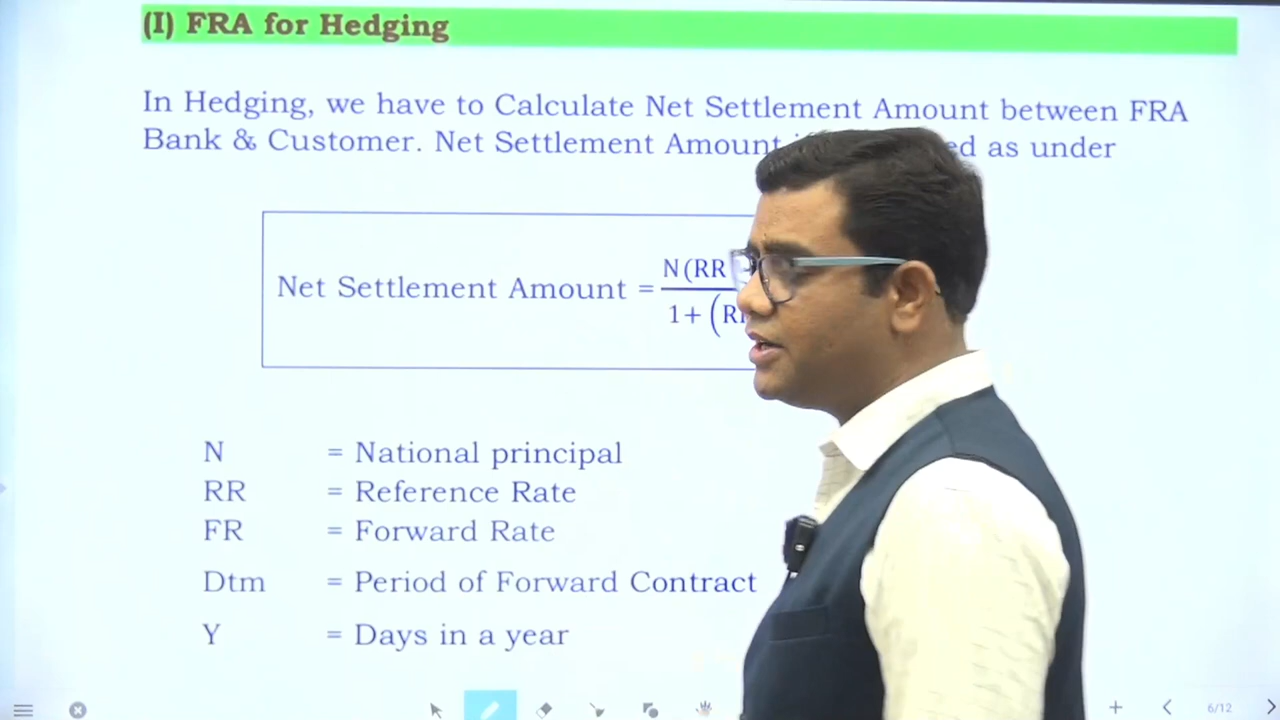 (I) FRA for Hedging
In Hedging, we have to Calculate Net Settlement Amount between FRA
Bank & Customer. Net Settlement Amount as under
Net Settlement Amount = N(RR
1+ (
N = National principal
RR = Reference Rate
FR = Forward Rate
Dtm = Period of Forward Contract
Y = Days in a year
6/12